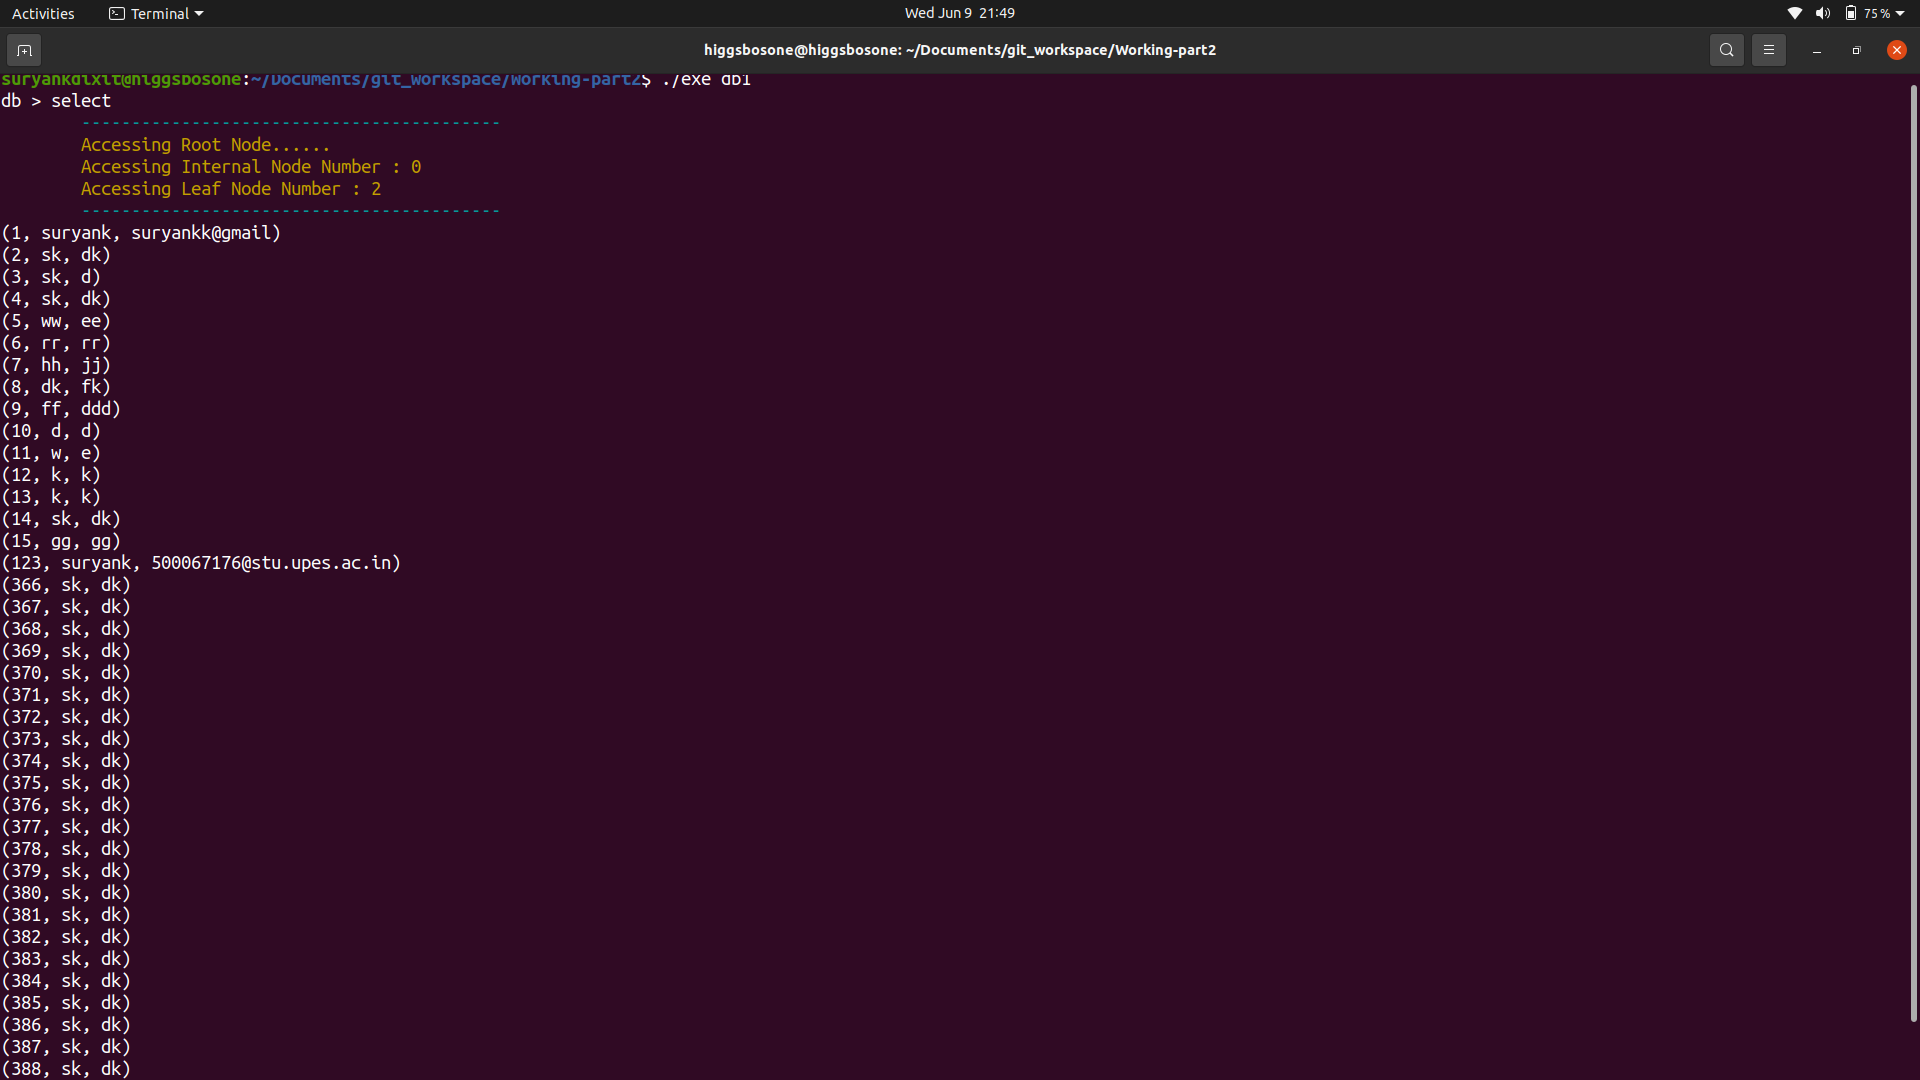 Activities Terminal Wed Jun 9 21:49 75 %
higgsbosone@higgsbosone: ~/Documents/git_workspace/Working-part2
suryankdixit@higgsbosone:~/Documents/git_workspace/Working-part2$ ./exe db1
db > select
------------------------------------------
Accessing Root Node......
Accessing Internal Node Number : 0
Accessing Leaf Node Number : 2
------------------------------------------
(1, suryank, suryankk@gmail)
(2, sk, dk)
(3, sk, d)
(4, sk, dk)
(5, ww, ee)
(6, rr, rr)
(7, hh, jj)
(8, dk, fk)
(9, ff, ddd)
(10, d, d)
(11, w, e)
(12, k, k)
(13, k, k)
(14, sk, dk)
(15, gg, gg)
(123, suryank, 500067176@stu.upes.ac.in)
(366, sk, dk)
(367, sk, dk)
(368, sk, dk)
(369, sk, dk)
(370, sk, dk)
(371, sk, dk)
(372, sk, dk)
(373, sk, dk)
(374, sk, dk)
(375, sk, dk)
(376, sk, dk)
(377, sk, dk)
(378, sk, dk)
(379, sk, dk)
(380, sk, dk)
(381, sk, dk)
(382, sk, dk)
(383, sk, dk)
(384, sk, dk)
(385, sk, dk)
(386, sk, dk)
(387, sk, dk)
(388, sk, dk)